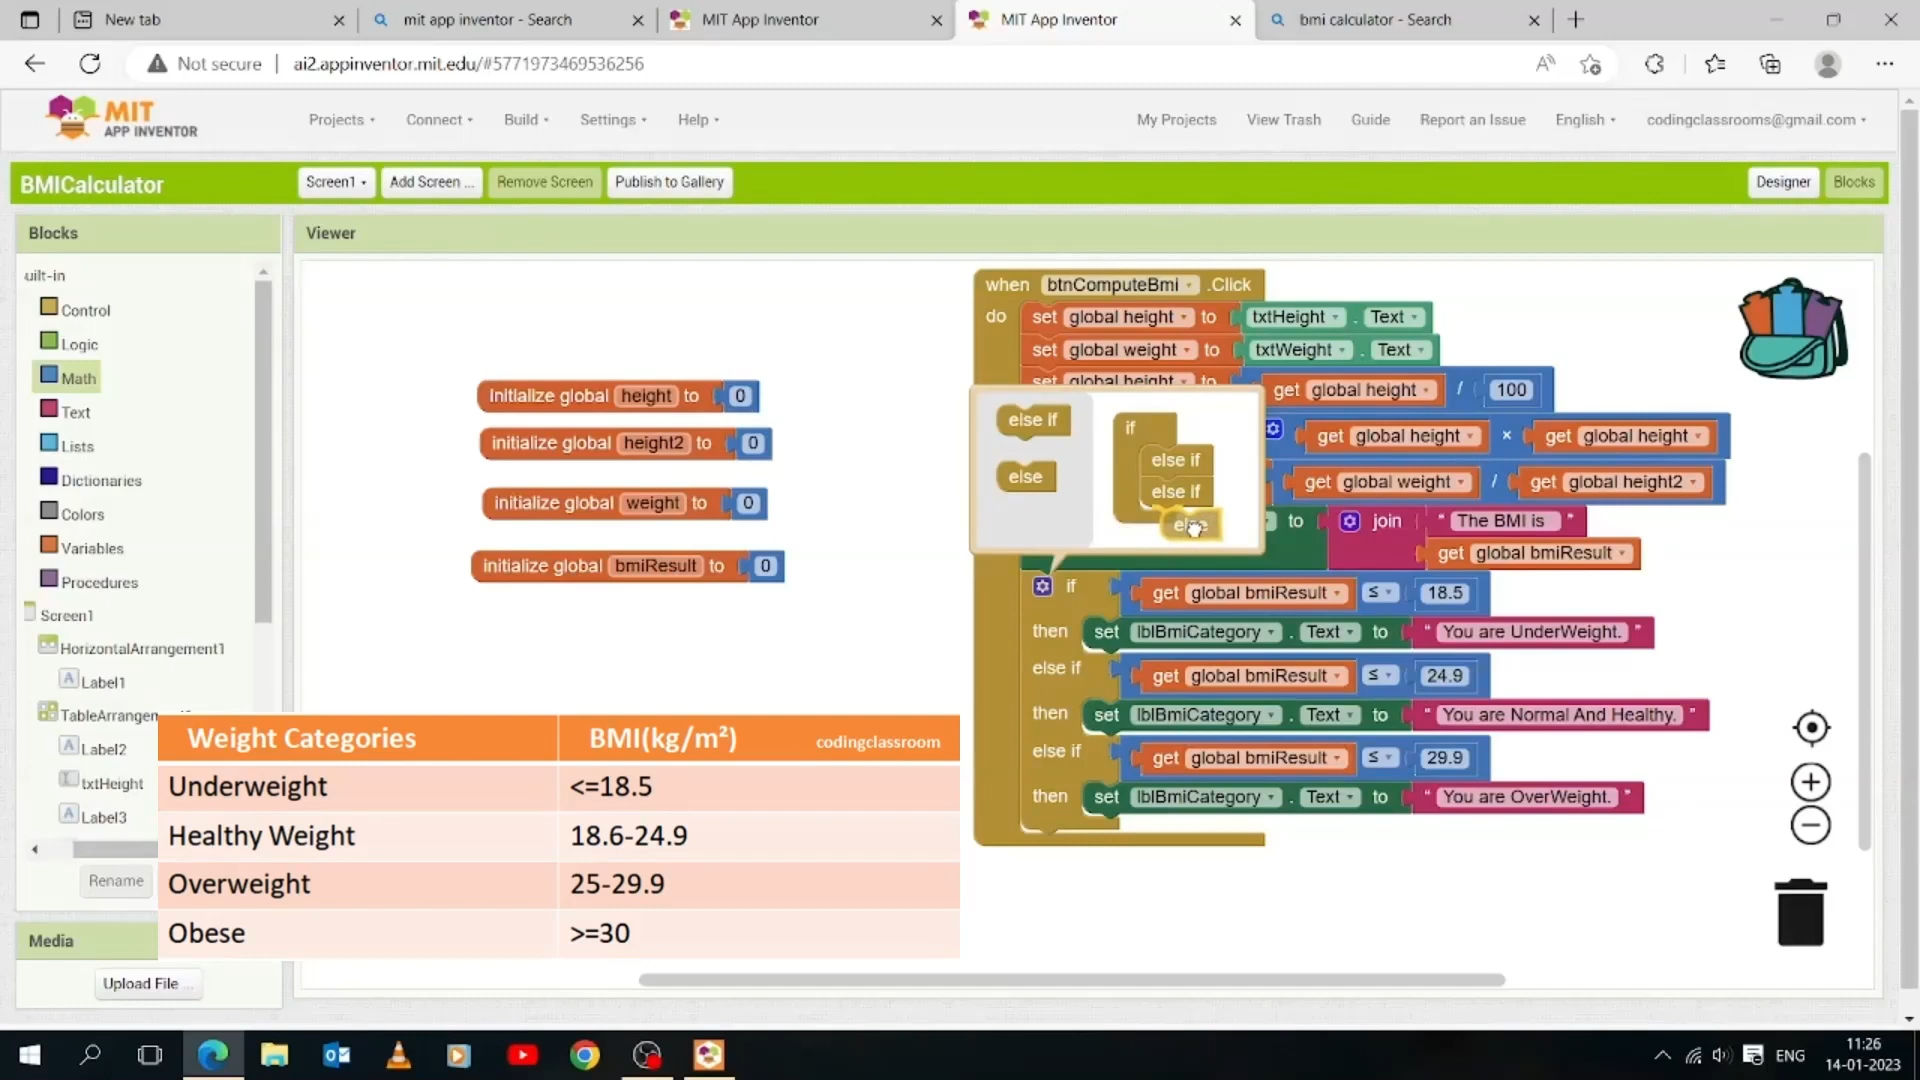 New tab
mit app inventor - Search
MIT App Inventor
MIT App Inventor
bmi calculator - Search
Not secure
ai2.appinventor.mit.edu/#5771973469536256
MIT
APP INVENTOR
Projects
Connect
Build
Settings
Help
My Projects
View Trash
Guide
Report an Issue
English
codingclassrooms@gmail.com
BMICalculator
Screen1
Add Screen ...
Remove Screen
Publish to Gallery
Designer
Blocks
Blocks
Viewer
uilt-in
Control
Logic
Math
Text
Lists
Dictionaries
Colors
Variables
Procedures
Screen1
HorizontalArrangement1
Label1
TableArrangem
Label2
txtHeight
Label3
Rename
Media
Upload File ...
Initialize global height to 0
initialize global height2 to 0
initialize global weight to 0
initialize global bmiResult to 0
when btnComputeBmi .Click
do set global height to txtHeight . Text
set global weight to txtWeight . Text
set global height to get global height / 100
get global height × get global height
get global weight / get global height2
to join " The BMI is "
get global bmiResult
else if
else
if
else if
else if
else
if get global bmiResult ≤ 18.5
then set lblBmiCategory . Text to " You are UnderWeight. "
else if get global bmiResult ≤ 24.9
then set lblBmiCategory . Text to " You are Normal And Healthy. "
else if get global bmiResult ≤ 29.9
then set lblBmiCategory . Text to " You are OverWeight. "
Weight Categories BMI(kg/m²) codingclassroom
Underweight <=18.5
Healthy Weight 18.6-24.9
Overweight 25-29.9
Obese >=30
ENG
11:26
14-01-2023